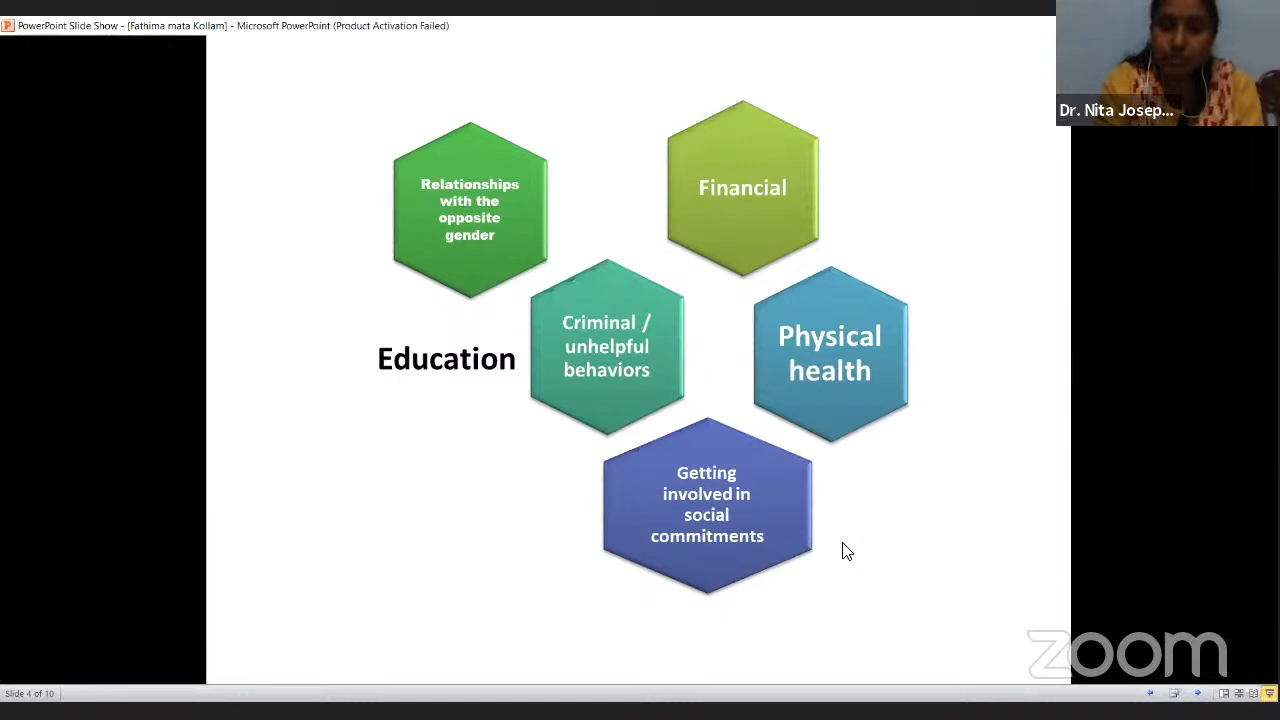 PowerPoint Slide Show - [Fathima mata Kollam] - Microsoft PowerPoint (Product Activation Failed)
Dr. Nita Josep...
Relationships
with the
opposite
gender
Financial
Criminal /
unhelpful
behaviors
Physical
health
Education
Getting
involved in
social
commitments
zoom
Slide 4 of 10